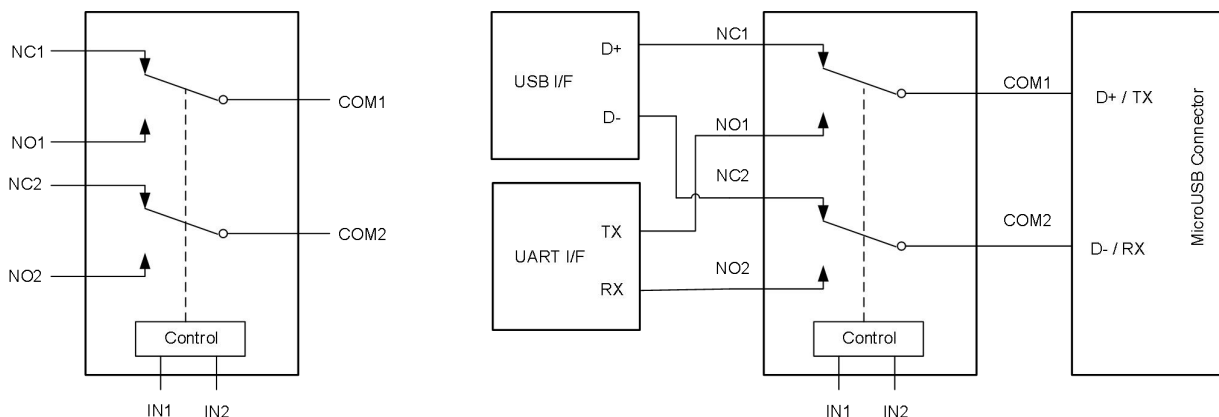 NC1
COM1
NO1
NC2
COM2
NO2
Control
IN1 IN2
USB I/F
D+
D-
UART I/F
TX
RX
NC1
NO1
NC2
NO2
Control
IN1 IN2
COM1
COM2
D+ / TX
D- / RX
MicroUSB Connector